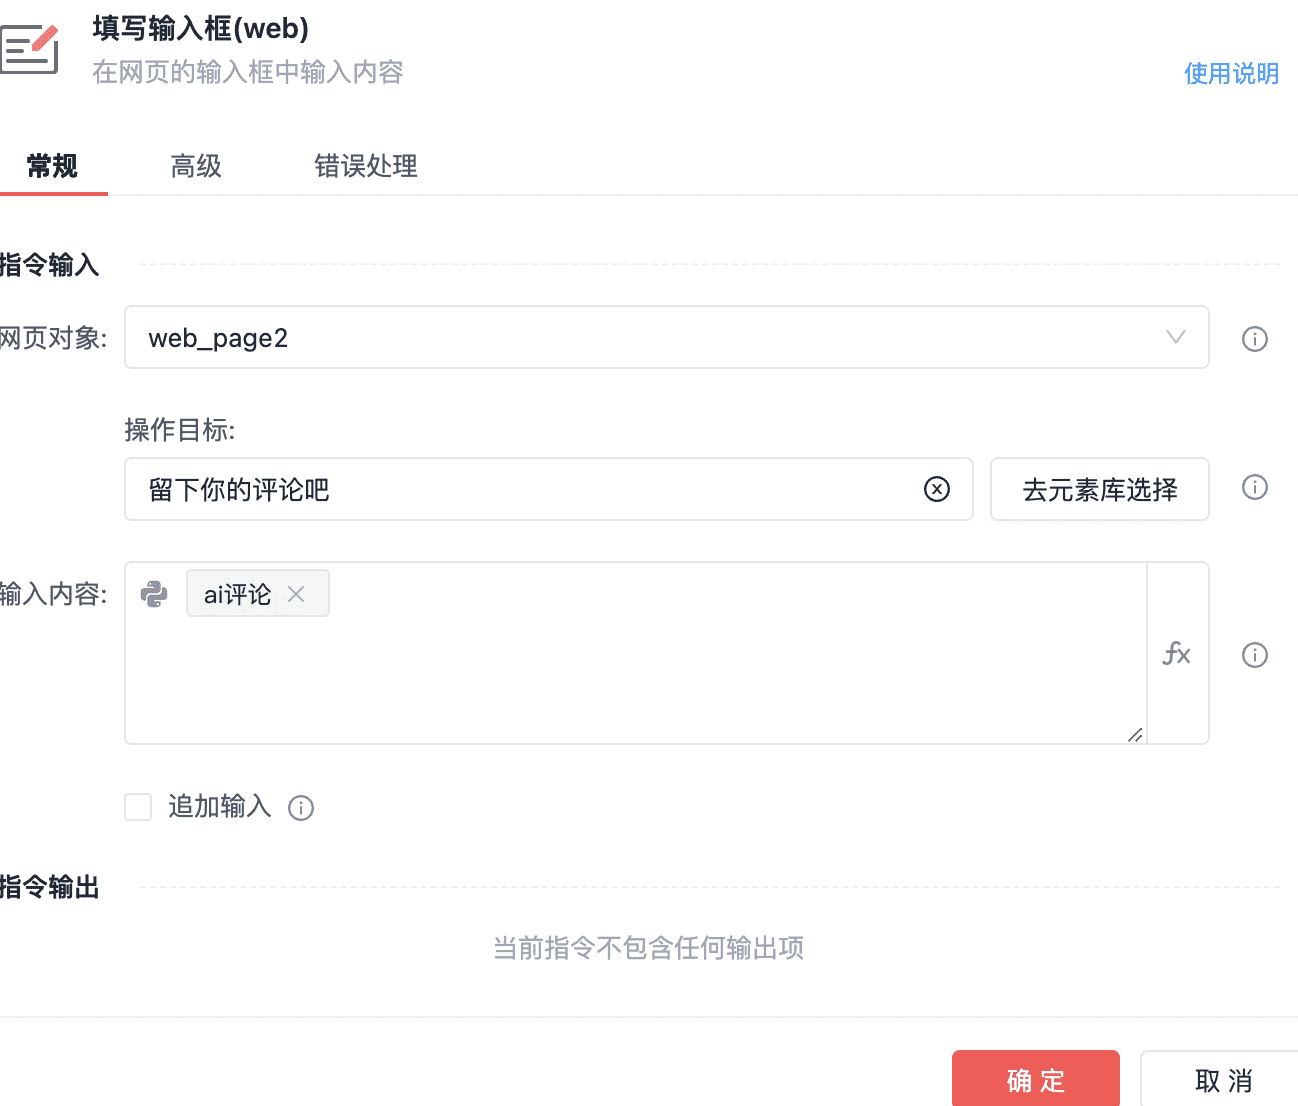 填写输入框(web)
在网页的输入框中输入内容
使用说明
常规
高级
错误处理
指令输入
网页对象:
web_page2
操作目标:
留下你的评论吧
去元素库选择
输入内容:
ai评论
fx
追加输入
指令输出
当前指令不包含任何输出项
确定
取消